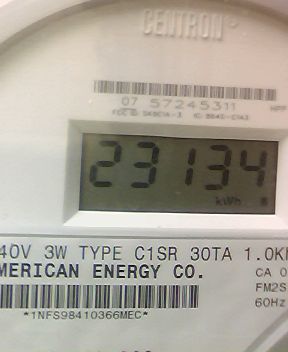 CENTRON®
07 57245311
23134
kWh
40V 3W TYPE C1SR 30TA 1.0K
MERICAN ENERGY CO.
CA 0
FM2S
60Hz
*1NFS98410366MEC*